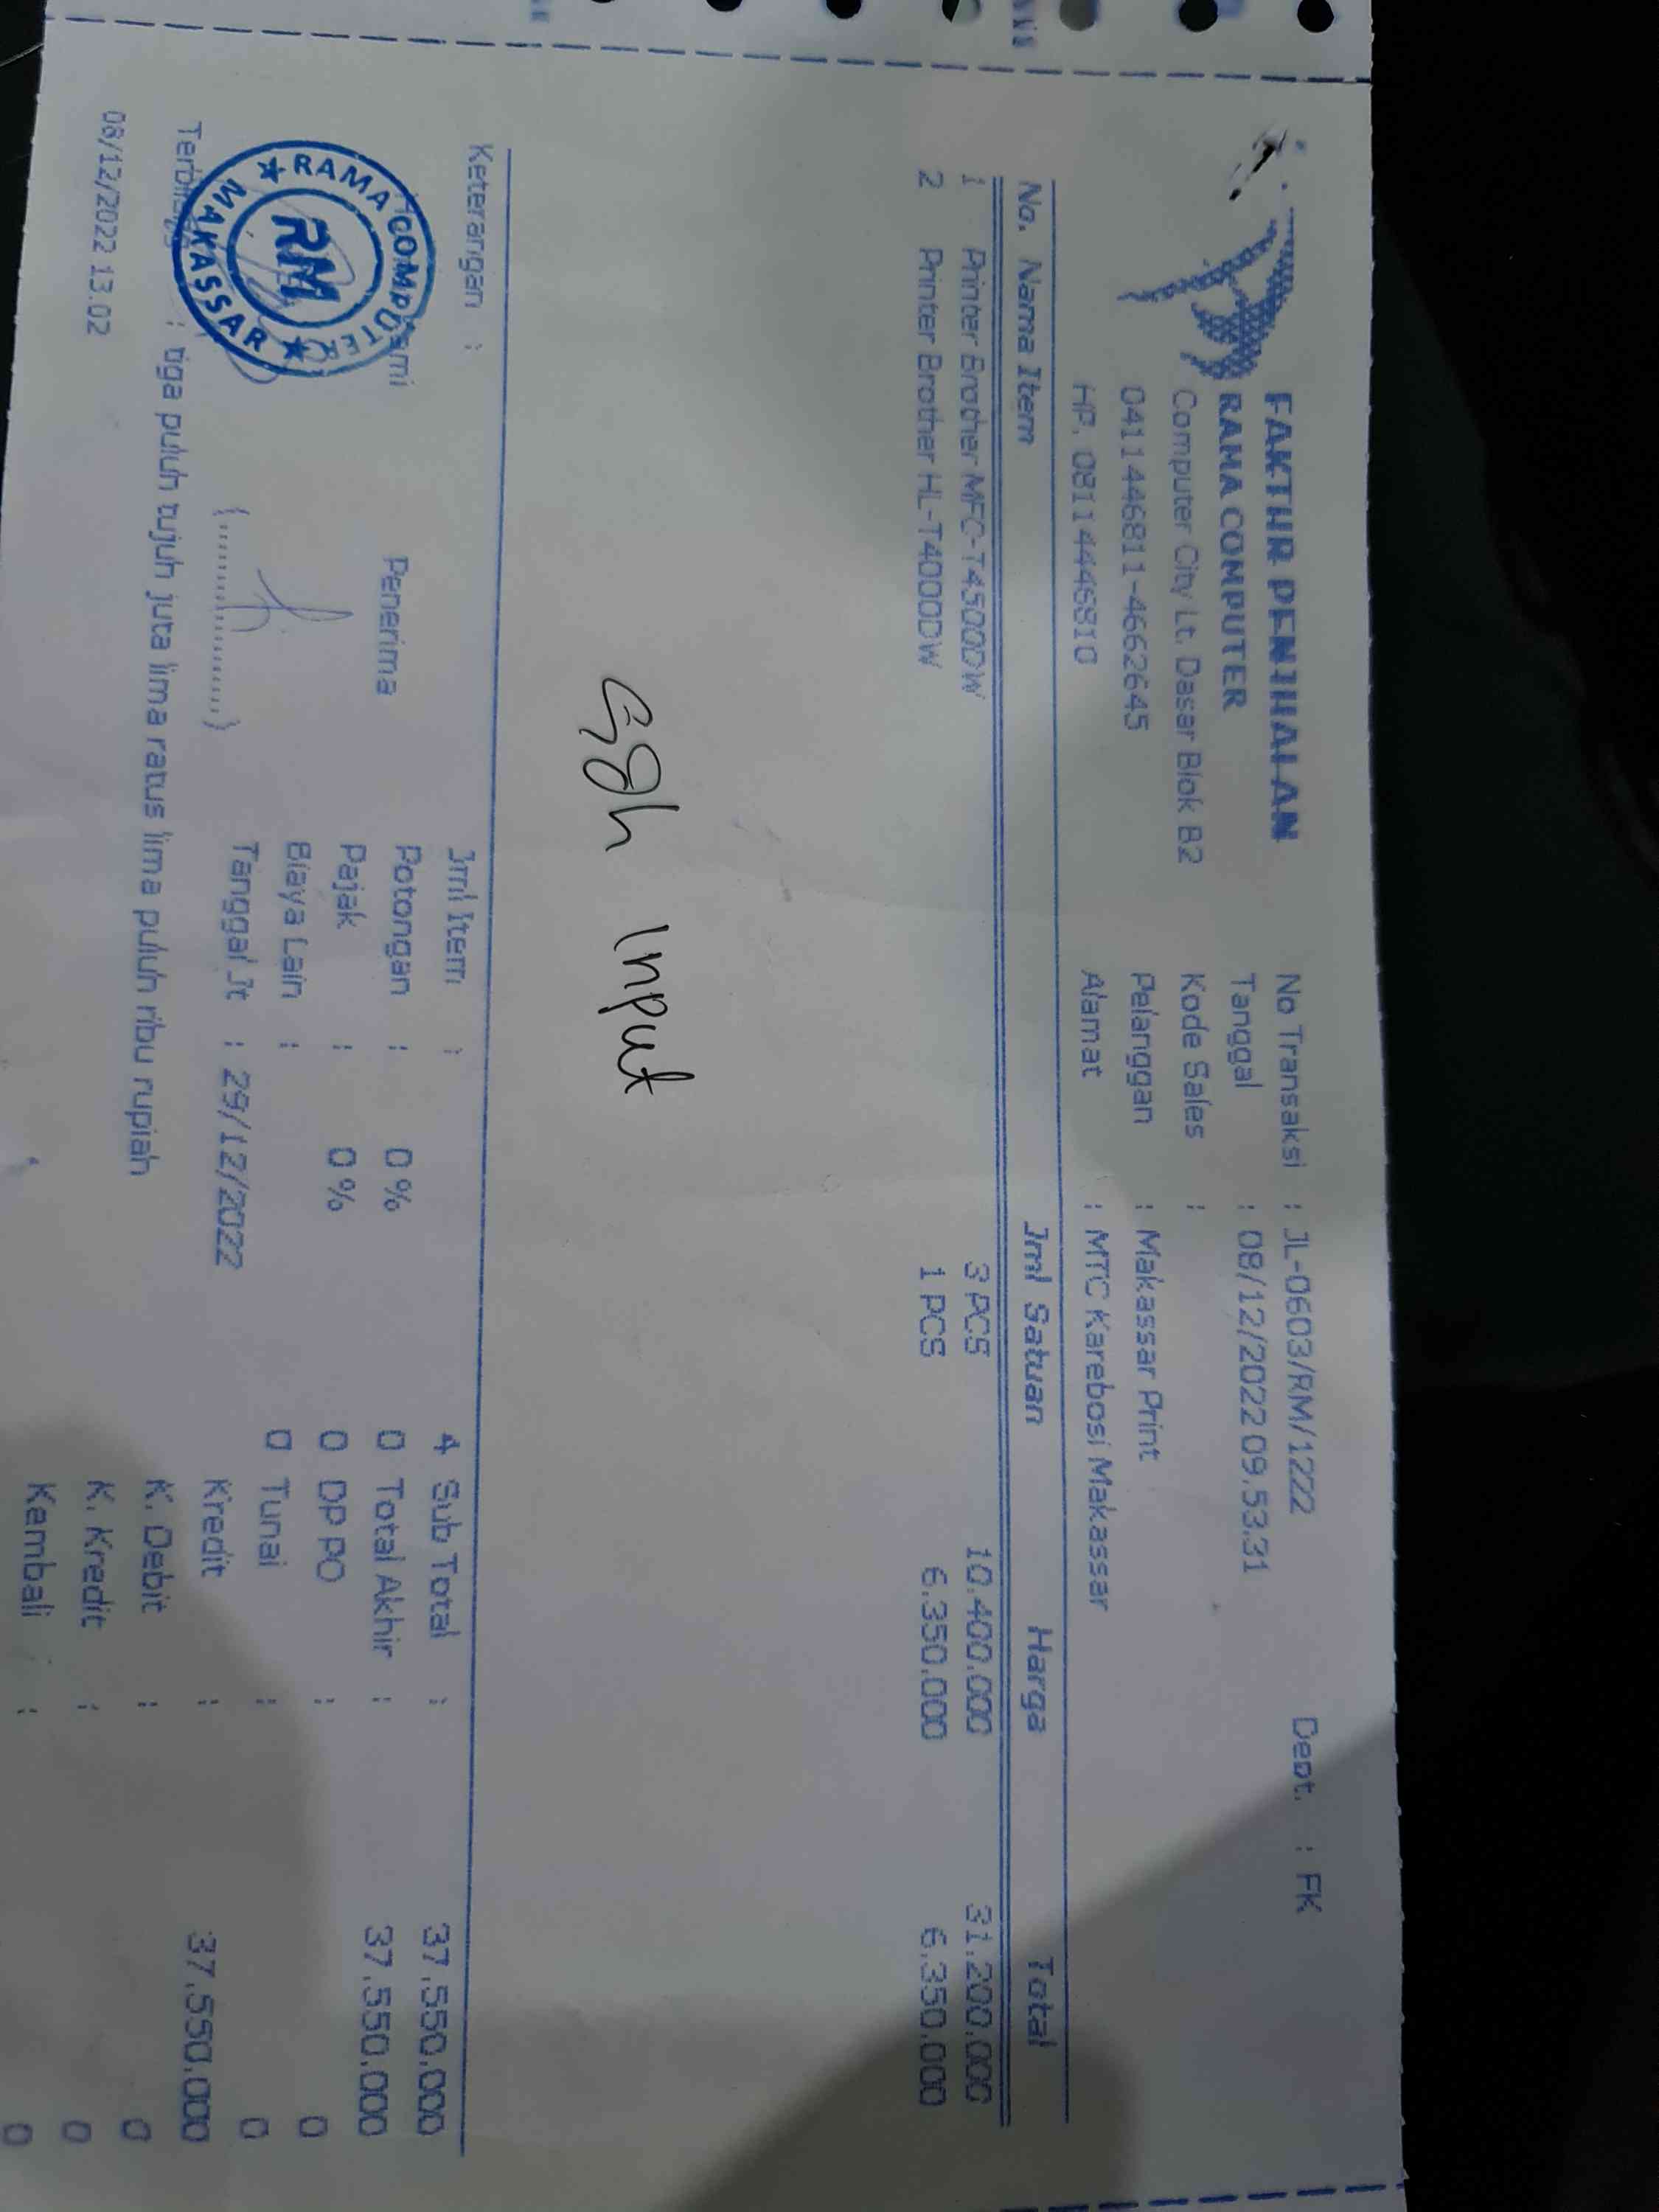 FAKTUR PENJUALAN
RAMA COMPUTER
Computer City Lt. Dasar Blok B2
0411446811-4662645
HP. 08114446810
No Transaksi : JL-0603/RM/1222
Tanggal : 08/12/2022 09.53.31
Kode Sales :
Pelanggan : Makassar Print
Alamat : MTC Karebosi Makassar
Dept. : FK
No. Nama Item Jml Satuan Harga Total
1 Printer Brother MFC-T4500DW 3 PCS 10.400.000 31.200.000
2 Printer Brother HL-T4000DW 1 PCS 6.350.000 6.350.000
Input
Keterangan :
Jml Item : 4 Sub Total : 37.550.000
Potongan : 0 % 0 Total Akhir : 37.550.000
Pajak : 0 % 0 DP PO : 0
Biaya Lain : 0 Tunai : 0
Tanggal Jt : 29/12/2022 Kredit : 37.550.000
K. Debit : 0
K. Kredit : 0
Kembali : 0
Penerima
(..................)
RAMA COMPUTER
RM
MAKASSAR
: tiga puluh tujuh juta lima ratus lima puluh ribu rupiah
08/12/2022 13.02